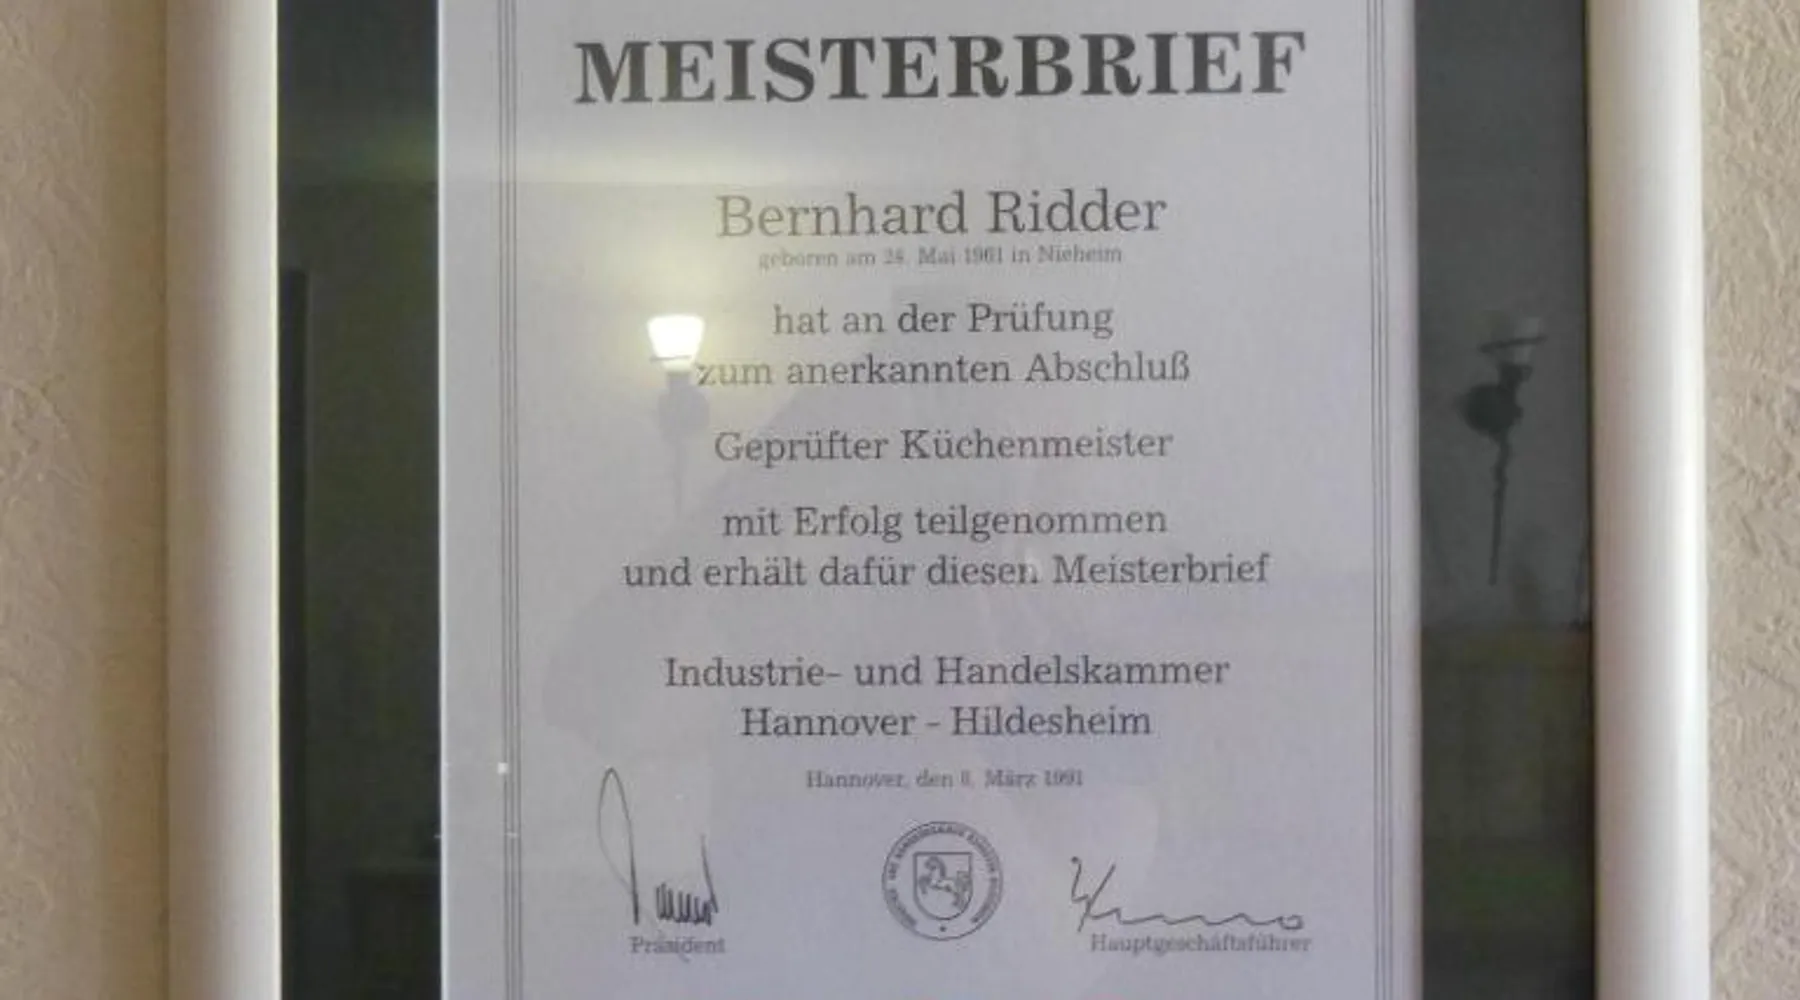 MEISTERBRIEF
Bernhard Ridder
geboren am 28. Mai 1961 in Nieheim
hat an der Prüfung
zum anerkannten Abschluß
Geprüfter Küchenmeister
mit Erfolg teilgenommen
und erhält dafür diesen Meisterbrief
Industrie- und Handelskammer
Hannover - Hildesheim
Hannover, den 8. März 1991
Präsident
Hauptgeschäftsführer